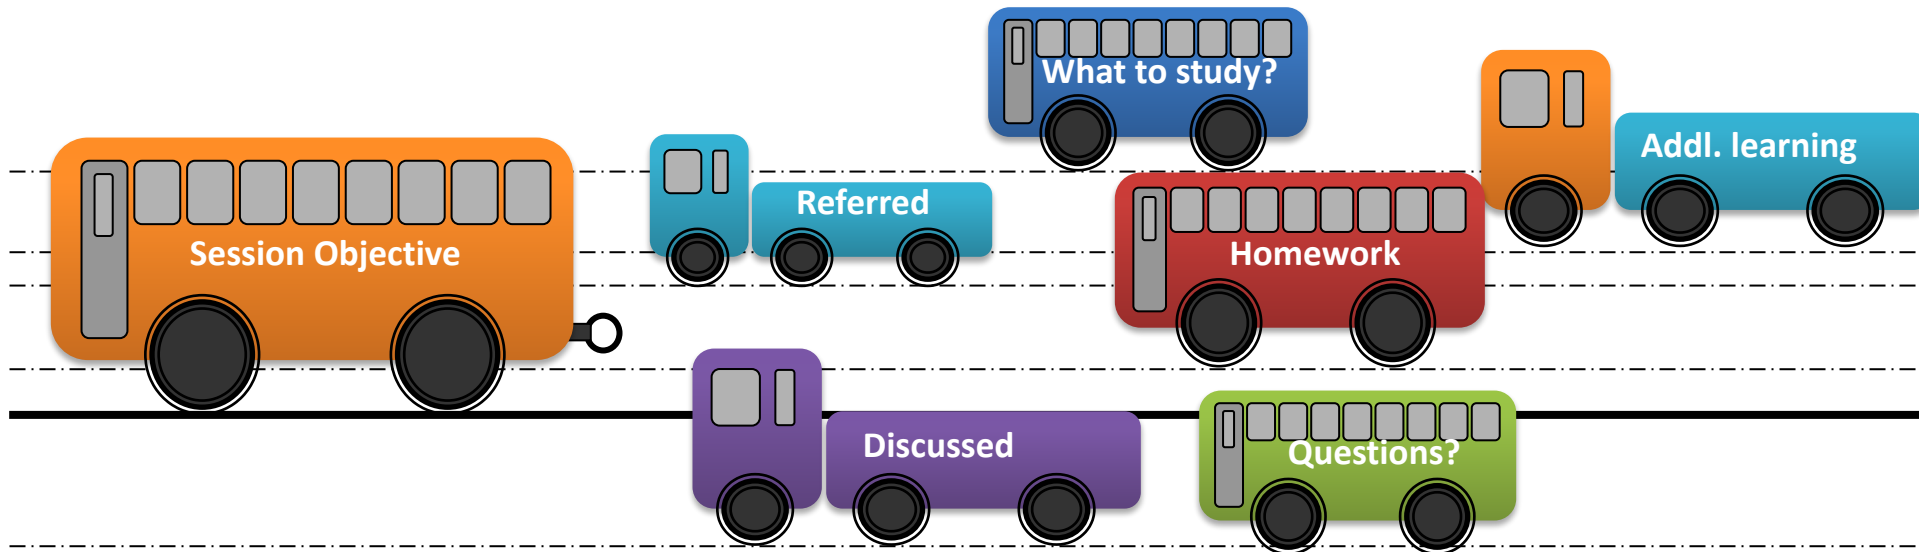 What to study?
Addl. learning
Referred
Session Objective
Homework
Discussed
Questions?